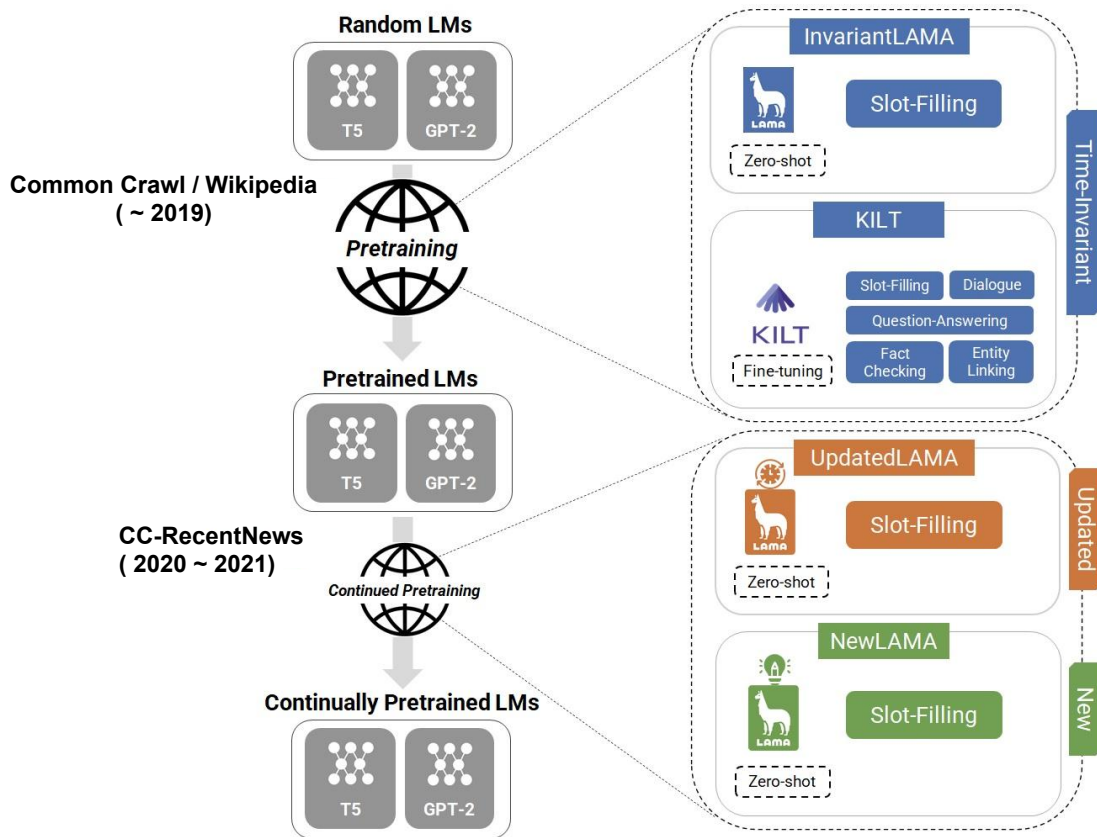 Random LMs
T5
GPT-2
Common Crawl / Wikipedia
( ~ 2019)
Pretraining
Pretrained LMs
T5
GPT-2
CC-RecentNews
( 2020 ~ 2021)
Continued Pretraining
Continually Pretrained LMs
T5
GPT-2
InvariantLAMA
LAMA
Slot-Filling
Zero-shot
KILT
KILT
Slot-Filling
Dialogue
Question-Answering
Fine-tuning
Fact
Checking
Entity
Linking
Time-Invariant
UpdatedLAMA
LAMA
Slot-Filling
Zero-shot
Updated
NewLAMA
LAMA
Slot-Filling
Zero-shot
New